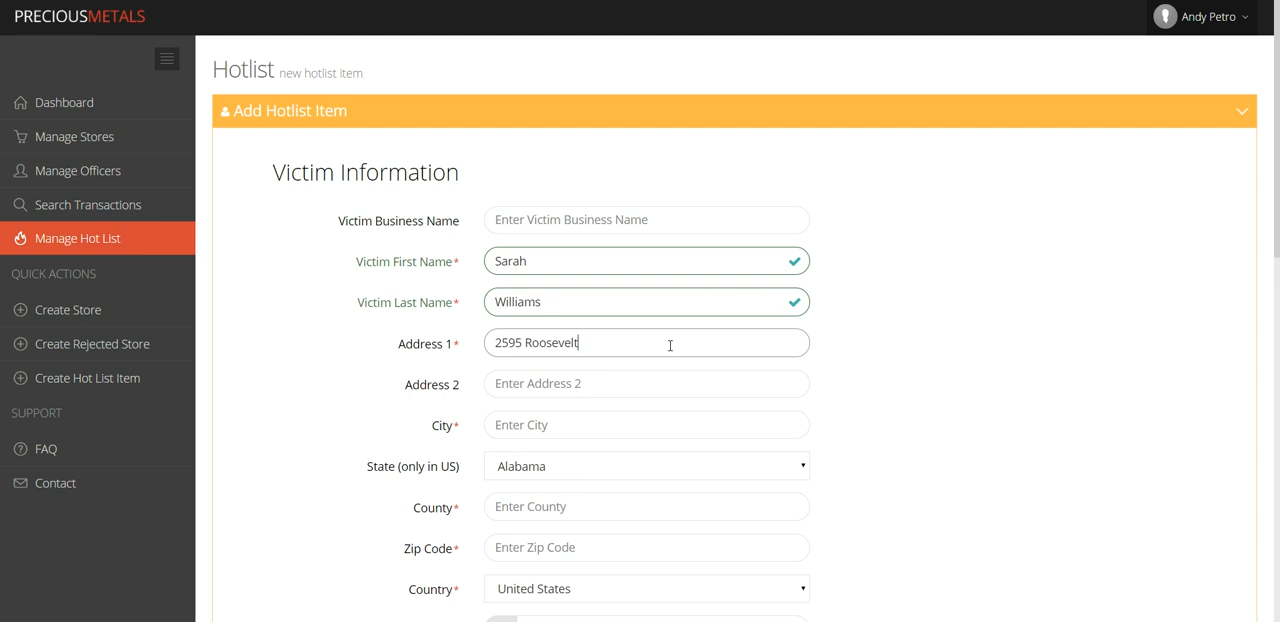 PRECIOUSMETALS
Andy Petro
Dashboard
Manage Stores
Manage Officers
Search Transactions
Manage Hot List
QUICK ACTIONS
Create Store
Create Rejected Store
Create Hot List Item
SUPPORT
FAQ
Contact
Hotlist new hotlist item
Add Hotlist Item
Victim Information
Victim Business Name Enter Victim Business Name
Victim First Name* Sarah
Victim Last Name* Williams
Address 1* 2595 Roosevelt
Address 2 Enter Address 2
City* Enter City
State (only in US) Alabama
County* Enter County
Zip Code* Enter Zip Code
Country* United States